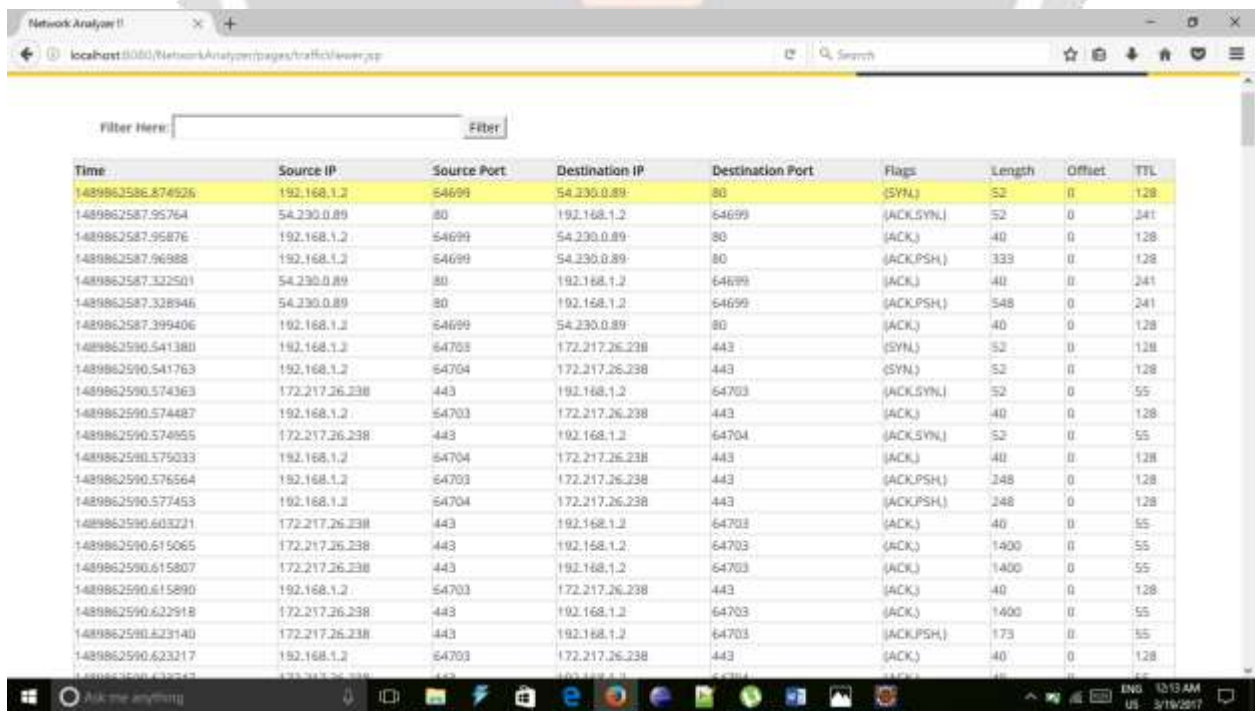 Network Analyzer !!
localhost:8080/NetworkAnalyzer/pages/trafficViewer.jsp
Search
Filter Here: Filter
Time Source IP Source Port Destination IP Destination Port Flags Length Offset TTL
1489862586.874926 192.168.1.2 64699 54.230.0.89 80 (SYN,) 52 0 128
1489862587.95764 54.230.0.89 80 192.168.1.2 64699 (ACK,SYN,) 52 0 241
1489862587.95876 192.168.1.2 64699 54.230.0.89 80 (ACK,) 40 0 128
1489862587.96988 192.168.1.2 64699 54.230.0.89 80 (ACK,PSH,) 333 0 128
1489862587.322501 54.230.0.89 80 192.168.1.2 64699 (ACK,) 40 0 241
1489862587.328946 54.230.0.89 80 192.168.1.2 64699 (ACK,PSH,) 548 0 241
1489862587.399406 192.168.1.2 64699 54.230.0.89 80 (ACK,) 40 0 128
1489862590.541380 192.168.1.2 64703 172.217.26.238 443 (SYN,) 52 0 128
1489862590.541763 192.168.1.2 64704 172.217.26.238 443 (SYN,) 52 0 128
1489862590.574363 172.217.26.238 443 192.168.1.2 64703 (ACK,SYN,) 52 0 55
1489862590.574487 192.168.1.2 64703 172.217.26.238 443 (ACK,) 40 0 128
1489862590.574955 172.217.26.238 443 192.168.1.2 64704 (ACK,SYN,) 52 0 55
1489862590.575033 192.168.1.2 64704 172.217.26.238 443 (ACK,) 40 0 128
1489862590.576564 192.168.1.2 64703 172.217.26.238 443 (ACK,PSH,) 248 0 128
1489862590.577453 192.168.1.2 64704 172.217.26.238 443 (ACK,PSH,) 248 0 128
1489862590.603221 172.217.26.238 443 192.168.1.2 64703 (ACK,) 40 0 55
1489862590.615065 172.217.26.238 443 192.168.1.2 64703 (ACK,) 1400 0 55
1489862590.615807 172.217.26.238 443 192.168.1.2 64703 (ACK,) 1400 0 55
1489862590.615890 192.168.1.2 64703 172.217.26.238 443 (ACK,) 40 0 128
1489862590.622918 172.217.26.238 443 192.168.1.2 64703 (ACK,) 1400 0 55
1489862590.623140 172.217.26.238 443 192.168.1.2 64703 (ACK,PSH,) 173 0 55
1489862590.623217 192.168.1.2 64703 172.217.26.238 443 (ACK,) 40 0 128
Ask me anything
ENG 12:13 AM
US 3/19/2017